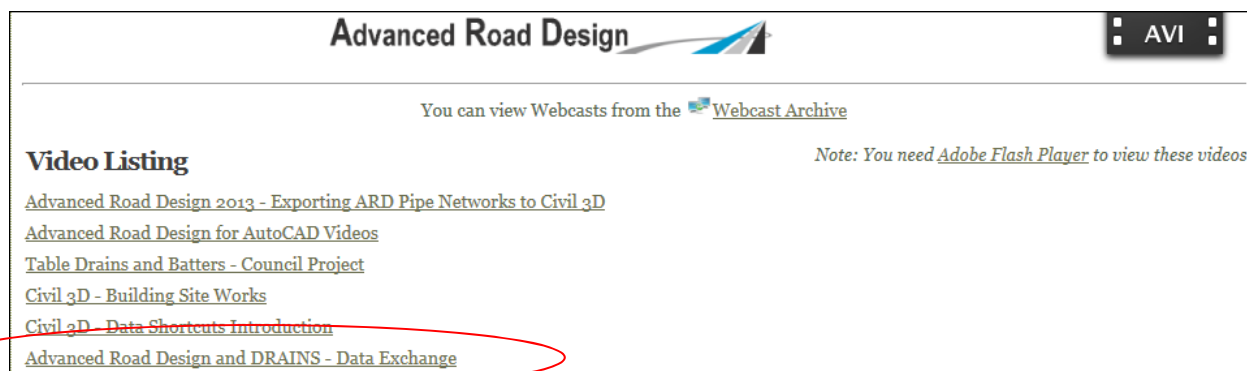 Advanced Road Design
AVI
You can view Webcasts from the Webcast Archive
Video Listing
Note: You need Adobe Flash Player to view these videos
Advanced Road Design 2013 - Exporting ARD Pipe Networks to Civil 3D
Advanced Road Design for AutoCAD Videos
Table Drains and Batters - Council Project
Civil 3D - Building Site Works
Civil 3D - Data Shortcuts Introduction
Advanced Road Design and DRAINS - Data Exchange